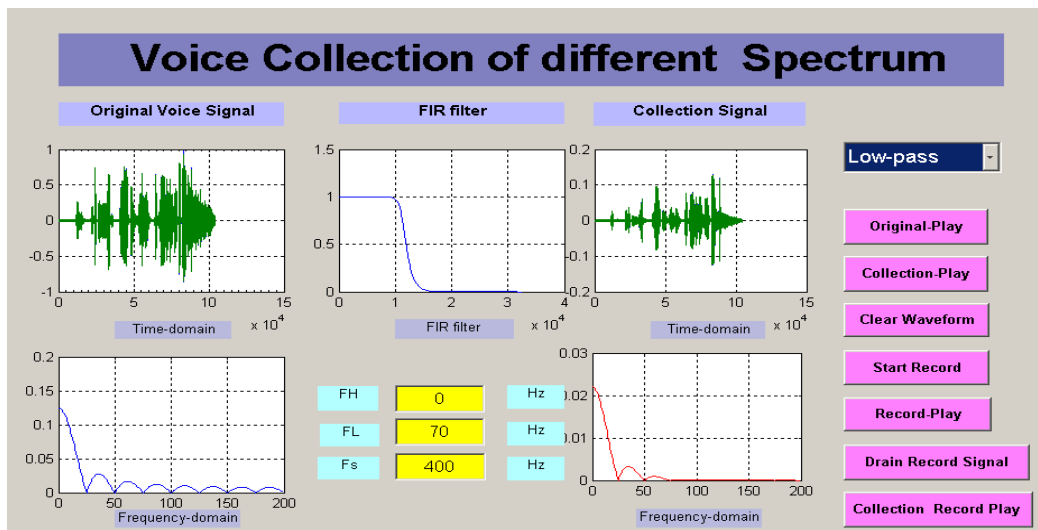 Voice Collection of different Spectrum
Original Voice Signal
FIR filter
Collection Signal
Low-pass
1
0.5
0
-0.5
-1
0 5 10 15
Time-domain x 10^4
1.5
1
0.5
0
0 1 2 3 4
FIR filter x 10^4
0.2
0.1
0
-0.1
-0.2
0 5 10 15
Time-domain x 10^4
Original-Play
Collection-Play
Clear Waveform
Start Record
Record-Play
Drain Record Signal
Collection Record Play
0.2
0.15
0.1
0.05
0
0 50 100 150 200
Frequency-domain
FH 0 Hz
FL 70 Hz
Fs 400 Hz
0.03
0.02
0.01
0
0 50 100 150 200
Frequency-domain